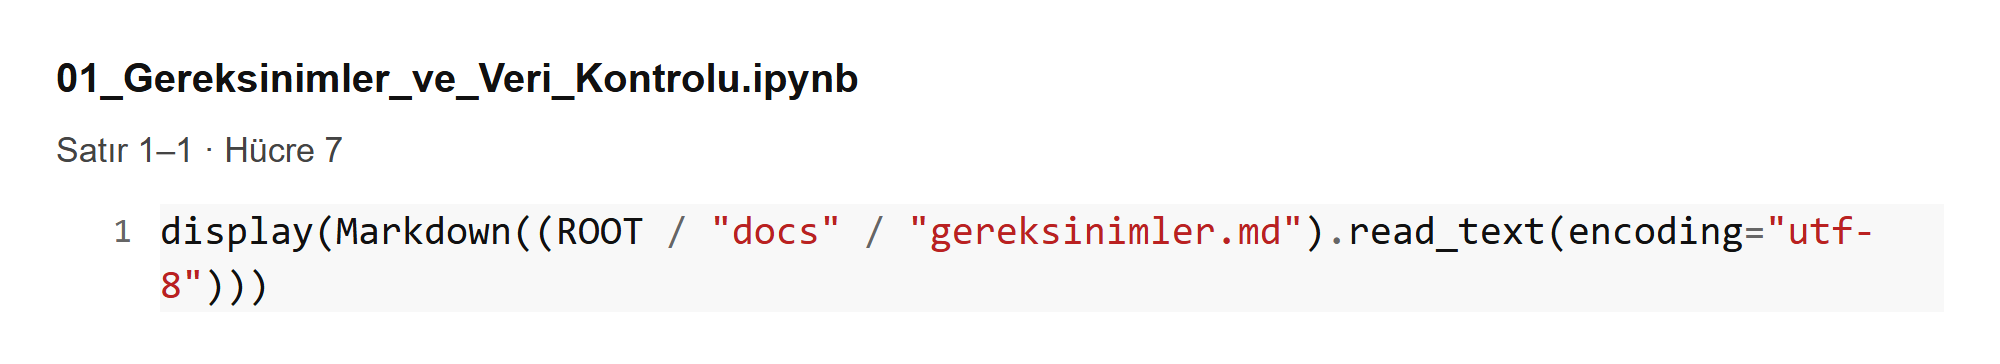 01_Gereksinimler_ve_Veri_Kontrolu.ipynb
Satır 1–1 · Hücre 7
1 display(Markdown((ROOT / "docs" / "gereksinimler.md").read_text(encoding="utf-
8")))